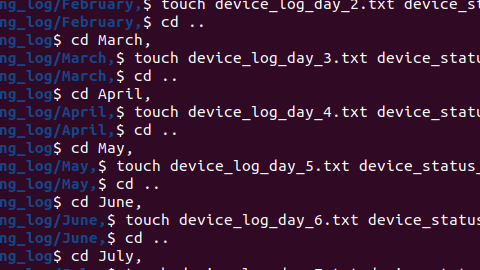 ng_log/February,$ touch device_log_day_2.txt device_st
ng_log/February,$ cd ..
ng_log$ cd March,
ng_log/March,$ touch device_log_day_3.txt device_statu
ng_log/March,$ cd ..
ng_log$ cd April,
ng_log/April,$ touch device_log_day_4.txt device_statu
ng_log/April,$ cd ..
ng_log$ cd May,
ng_log/May,$ touch device_log_day_5.txt device_status_
ng_log/May,$ cd ..
ng_log$ cd June,
ng_log/June,$ touch device_log_day_6.txt device_status
ng_log/June,$ cd ..
ng_log$ cd July,